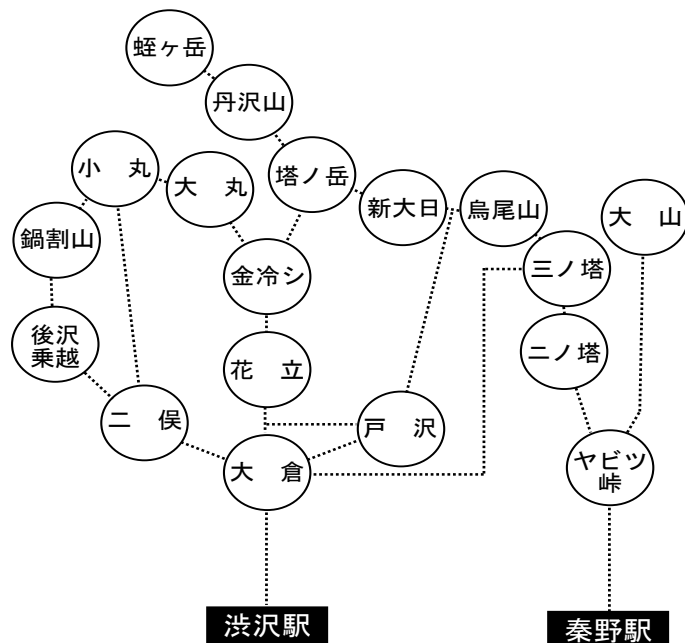 蛭ヶ岳
丹沢山
小　丸
大　丸
塔ノ岳
新大日
烏尾山
大　山
鍋割山
金冷シ
三ノ塔
後沢
乗越
花　立
ニノ塔
二　俣
戸　沢
大　倉
ヤビツ
峠
渋沢駅
秦野駅